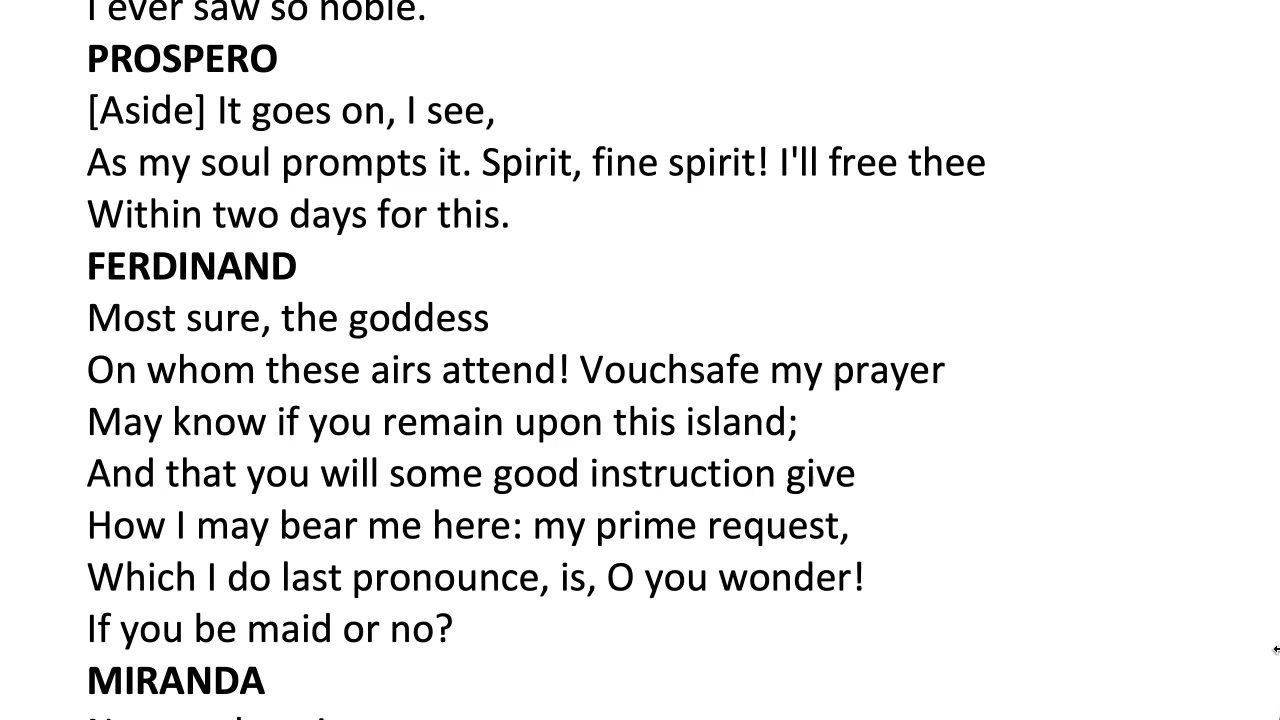 I ever saw so noble.
PROSPERO
[Aside] It goes on, I see,
As my soul prompts it. Spirit, fine spirit! I'll free thee
Within two days for this.
FERDINAND
Most sure, the goddess
On whom these airs attend! Vouchsafe my prayer
May know if you remain upon this island;
And that you will some good instruction give
How I may bear me here: my prime request,
Which I do last pronounce, is, O you wonder!
If you be maid or no?
MIRANDA